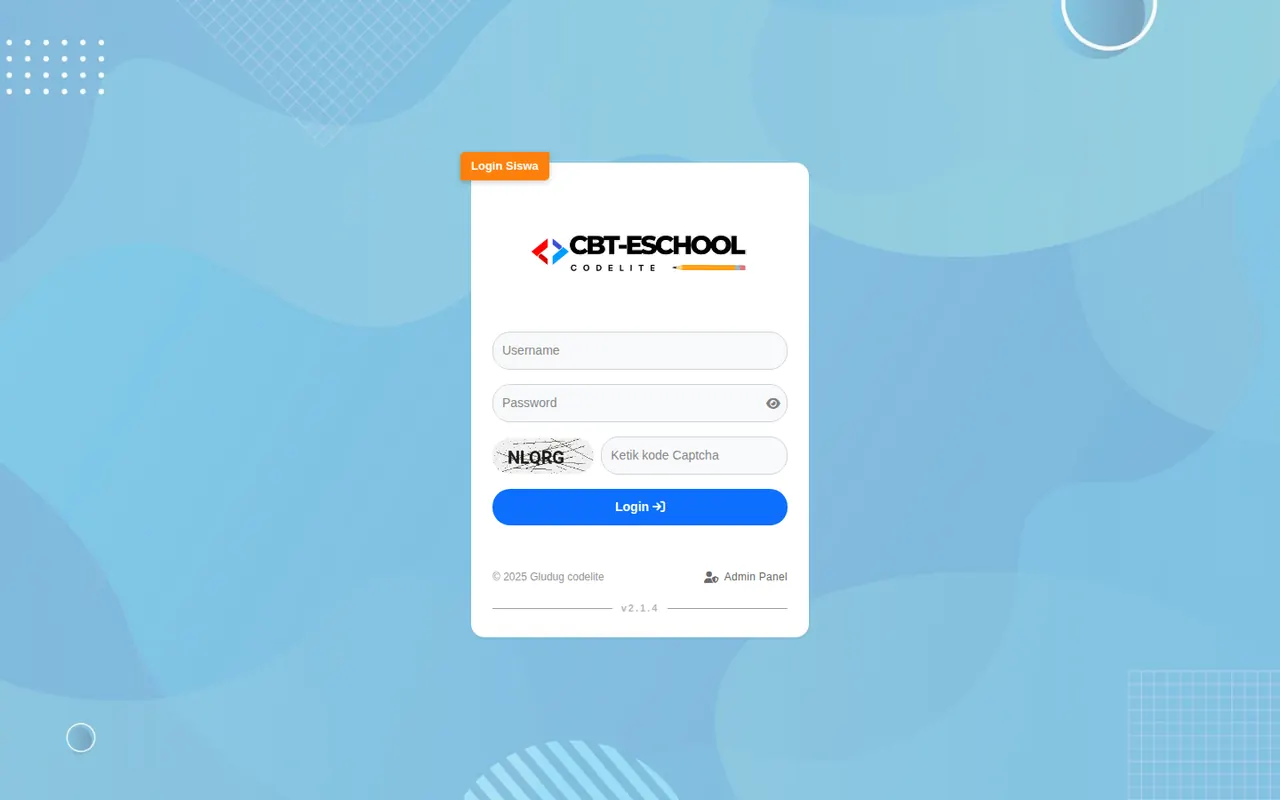 Login Siswa
CBT-ESCHOOL
CODELITE
Username
Password
NLQRG
Ketik kode Captcha
Login
© 2025 Gludug codelite
Admin Panel
v2.1.4